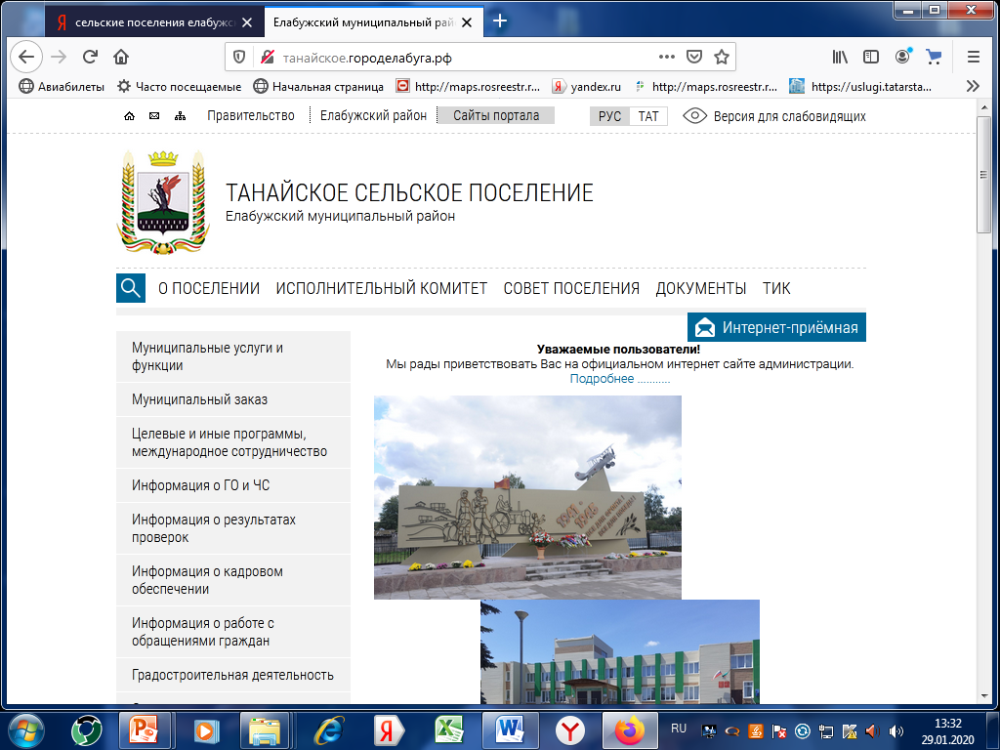 сельские поселения елабужс
Елабужский муниципальный рай
танайское.городелабуга.рф
Авиабилеты
Часто посещаемые
Начальная страница
http://maps.rosreestr.r...
yandex.ru
http://maps.rosreestr.r...
https://uslugi.tatarsta...
Правительство
Елабужский район
Сайты портала
РУС
ТАТ
Версия для слабовидящих
ТАНАЙСКОЕ СЕЛЬСКОЕ ПОСЕЛЕНИЕ
Елабужский муниципальный район
О ПОСЕЛЕНИИ
ИСПОЛНИТЕЛЬНЫЙ КОМИТЕТ
СОВЕТ ПОСЕЛЕНИЯ
ДОКУМЕНТЫ
ТИК
Интернет-приёмная
Муниципальные услуги и
функции
Муниципальный заказ
Целевые и иные программы,
международное сотрудничество
Информация о ГО и ЧС
Информация о результатах
проверок
Информация о кадровом
обеспечении
Информация о работе с
обращениями граждан
Градостроительная деятельность
Уважаемые пользователи!
Мы рады приветствовать Вас на официальном интернет сайте администрации.
Подробнее ...........
1941
1945
RU
13:32
29.01.2020